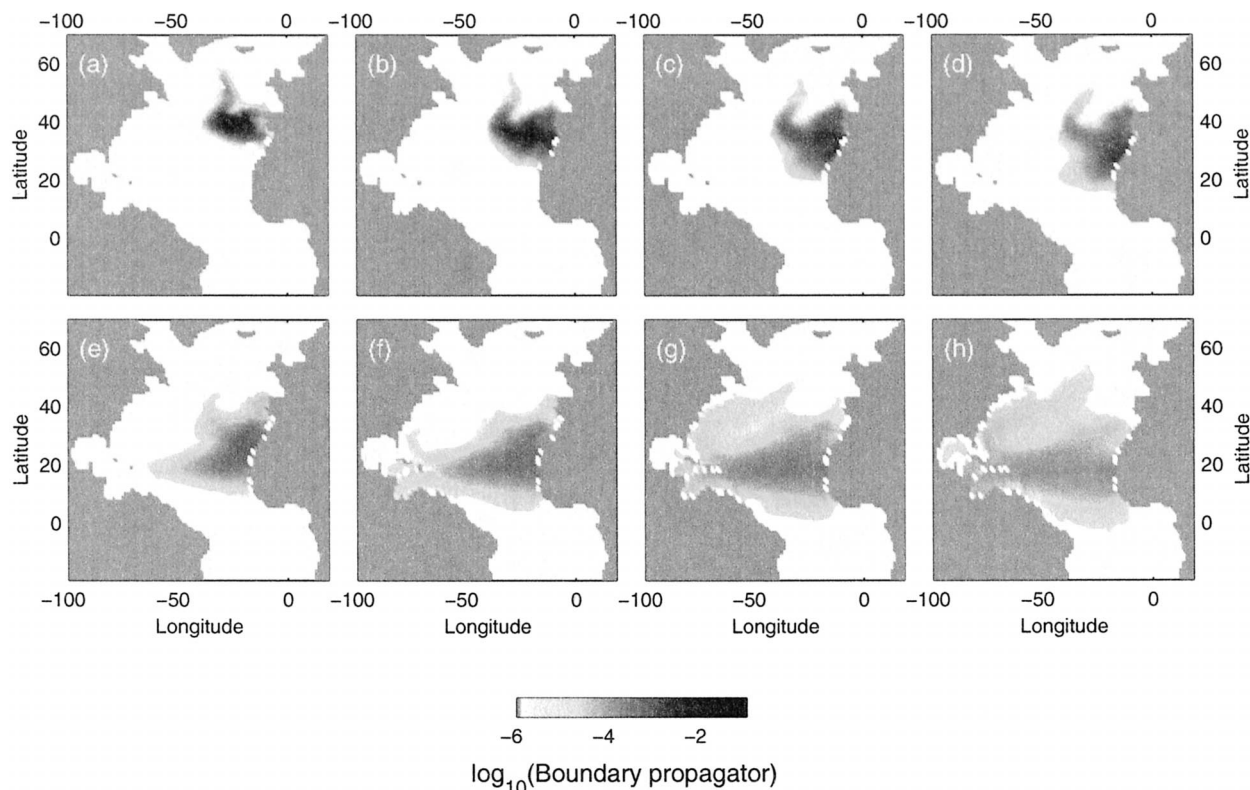 −100 −50 0 −100 −50 0 −100 −50 0 −100 −50 0
60 (a) (b) (c) (d) 60
40 40
Latitude Latitude
20 20
0 0
60 (e) (f) (g) (h) 60
40 40
Latitude Latitude
20 20
0 0
−100 −50 0 −100 −50 0 −100 −50 0 −100 −50 0
Longitude Longitude Longitude Longitude
−6 −4 −2
log10(Boundary propagator)